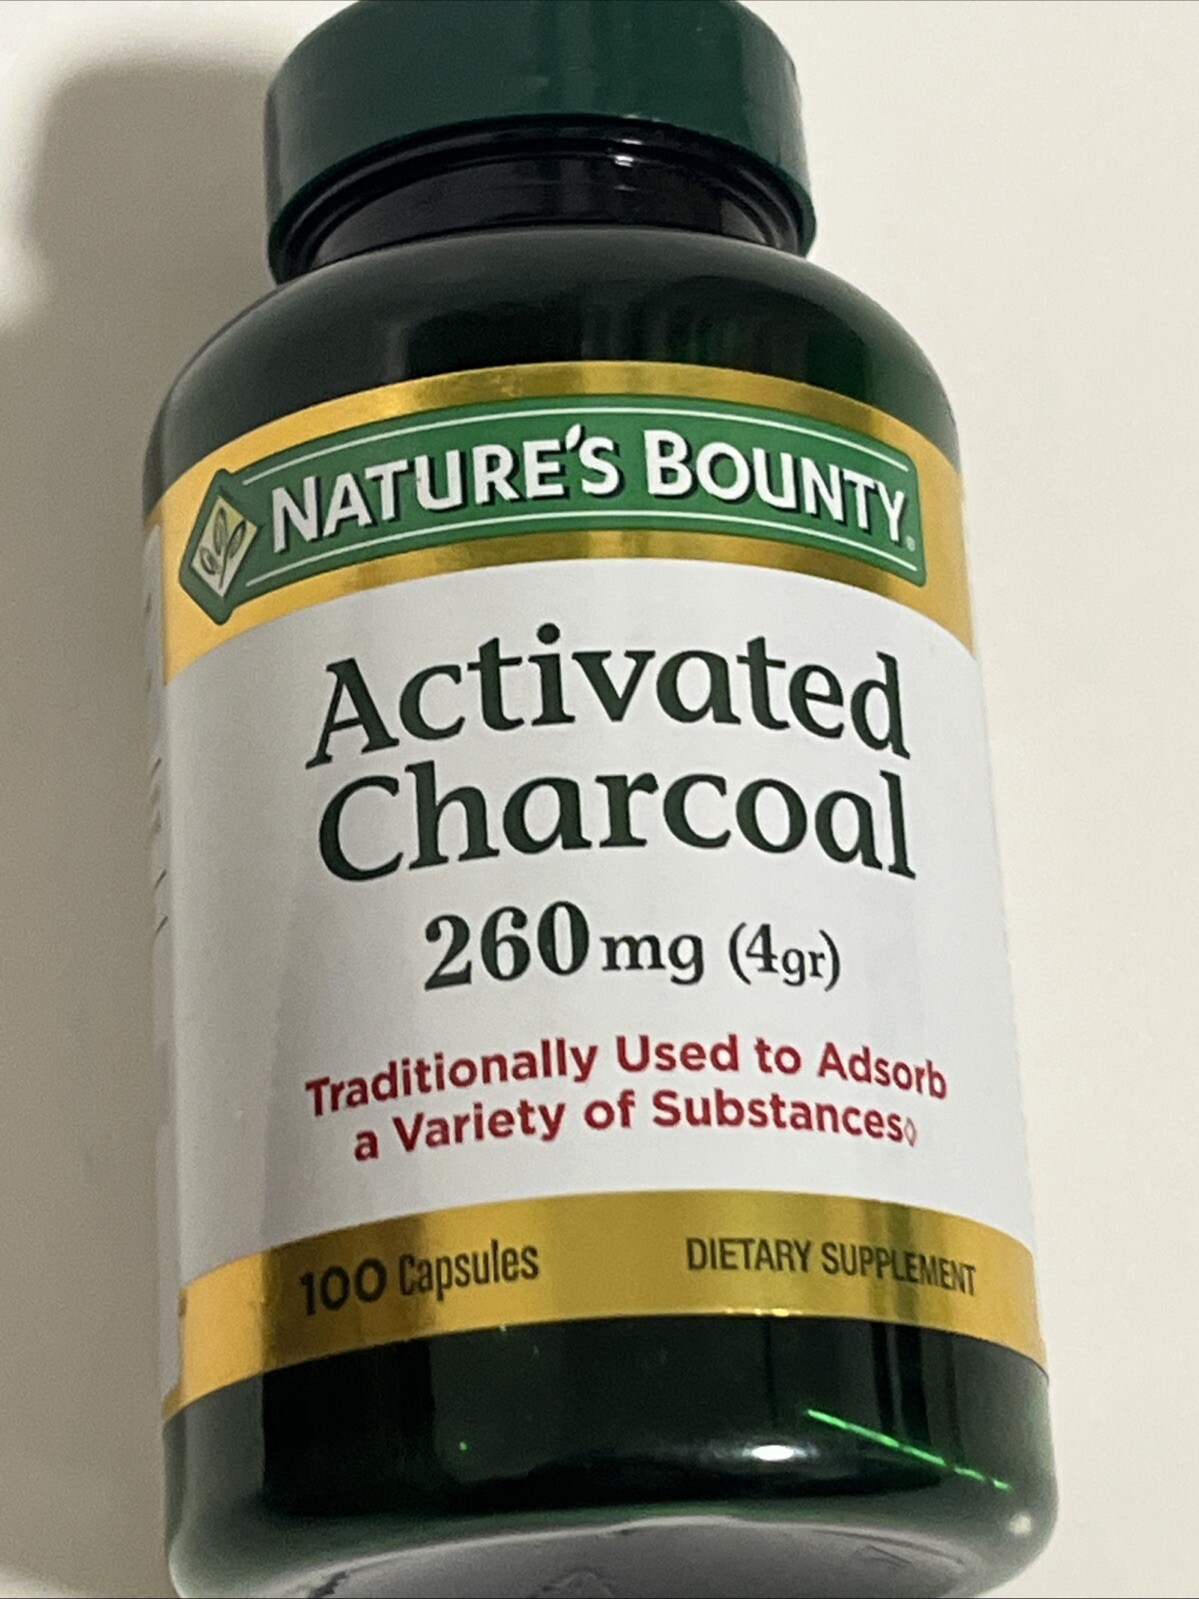 NATURE'S BOUNTY®
Activated
Charcoal
260mg (4gr)
Traditionally Used to Adsorb
a Variety of Substances◊
100 Capsules DIETARY SUPPLEMENT